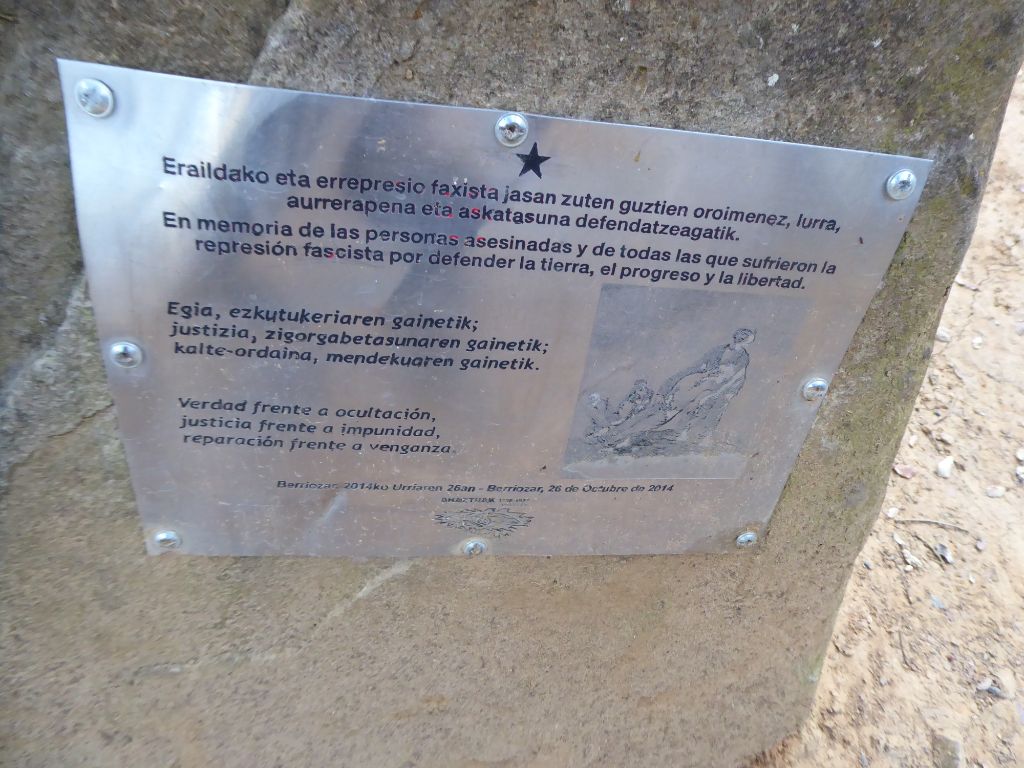 Eraildako eta errepresio faxista jasan zuten guztien oroimenez, lurra,
aurrerapena eta askatasuna defendatzeagatik.
En memoria de las personas asesinadas y de todas las que sufrieron la
represión fascista por defender la tierra, el progreso y la libertad.
Egia, ezkutukeriaren gainetik;
justizia, zigorgabetasunaren gainetik;
kalte-ordaina, mendekuaren gainetik.
Verdad frente a ocultación,
justicia frente a impunidad,
reparación frente a venganza.
Berriozar, 2014ko Urriaren 26an - Berriozar, 26 de Octubre de 2014